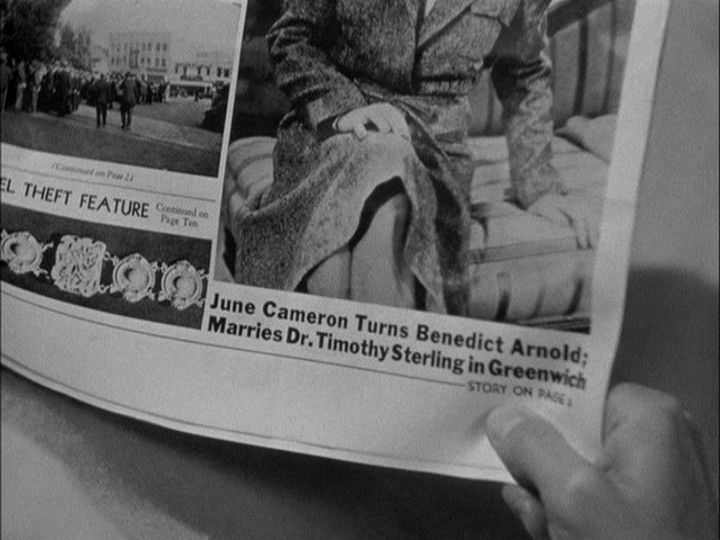 (Continued on Page 2)
EL THEFT FEATURE
Continued on
Page Ten
June Cameron Turns Benedict Arnold;
Marries Dr. Timothy Sterling in Greenwich
STORY ON PAGE